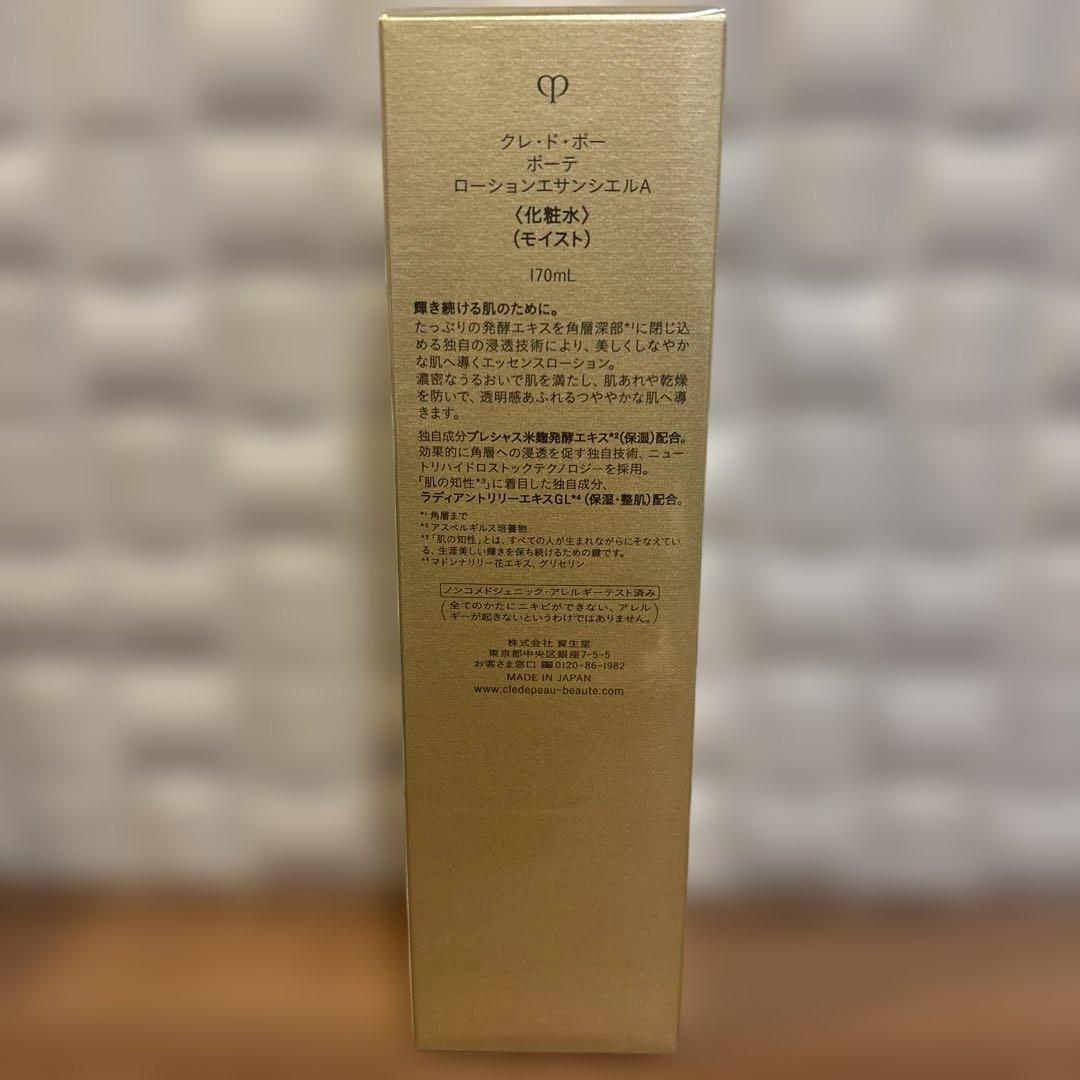 クレ・ド・ポー
ボーテ
ローションエサンシエルA
〈化粧水〉
(モイスト)
170mL
輝き続ける肌のために。
たっぷりの発酵エキスを角層深部*1に閉じ込
める独自の浸透技術により、美しくしなやか
な肌へ導くエッセンスローション。
濃密なうるおいで肌を満たし、肌あれや乾燥
を防いで、透明感あふれるつややかな肌へ導
きます。
独自成分プレシャス米麹発酵エキス*2(保湿)配合。
効果的に角層への浸透を促す独自技術、ニュー
トリハイドロストックテクノロジーを採用。
「肌の知性*3」に着目した独自成分、
ラディアントリリーエキスGL*4(保湿・整肌)配合。
*1 角層まで
*2 アスペルギルス培養物
*3「肌の知性」とは、すべての人が生まれながらにそなえてい
る、生涯美しい輝きを保ち続けるための鍵です。
*4 マドンナリリー花エキス、グリセリン
ノンコメドジェニック・アレルギーテスト済み
(全てのかたにニキビができない、アレル
ギーが起きないというわけではありません。)
株式会社 資生堂
東京都中央区銀座7-5-5
お客さま窓口 0120-86-1982
MADE IN JAPAN
www.cledepeau-beaute.com